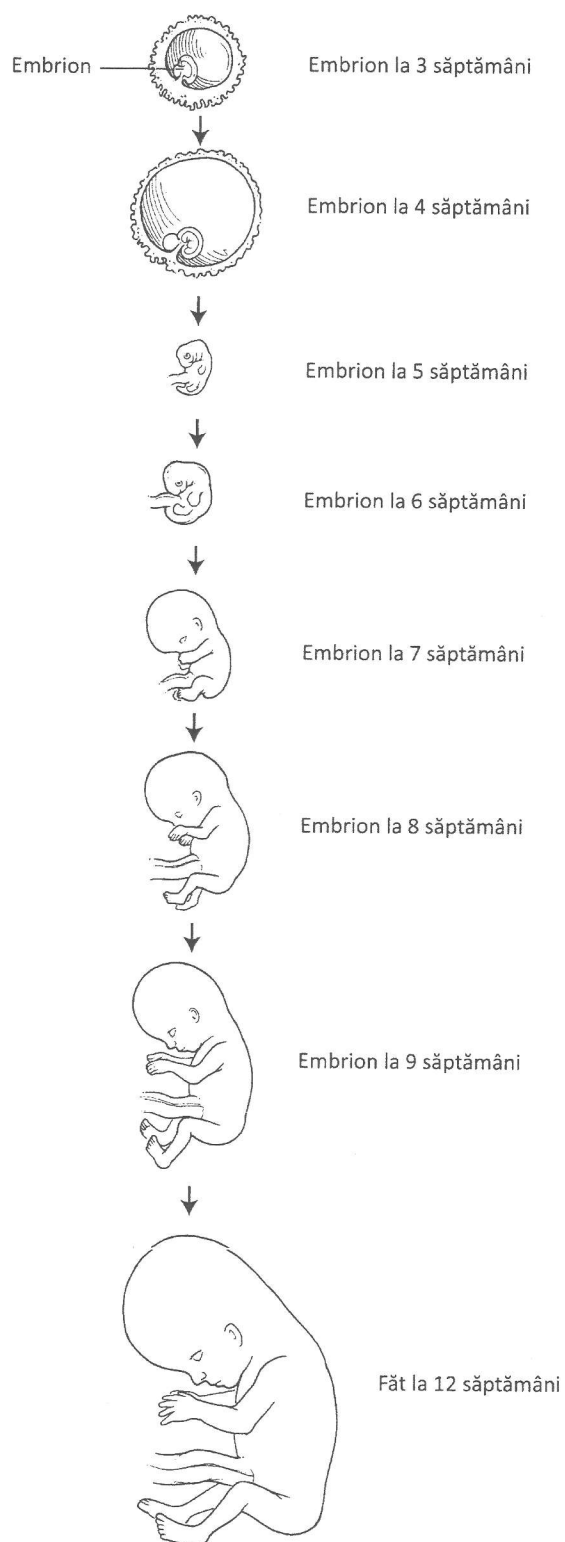 Embrion
Embrion la 3 săptămâni
Embrion la 4 săptămâni
Embrion la 5 săptămâni
Embrion la 6 săptămâni
Embrion la 7 săptămâni
Embrion la 8 săptămâni
Embrion la 9 săptămâni
Făt la 12 săptămâni